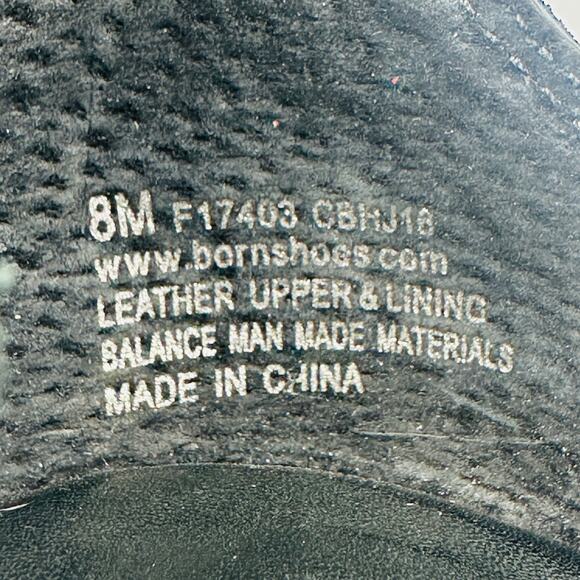 8M F17403 CBHJ18
www.bornshoes.com
LEATHER UPPER & LINING
BALANCE MAN MADE MATERIALS
MADE IN CHINA